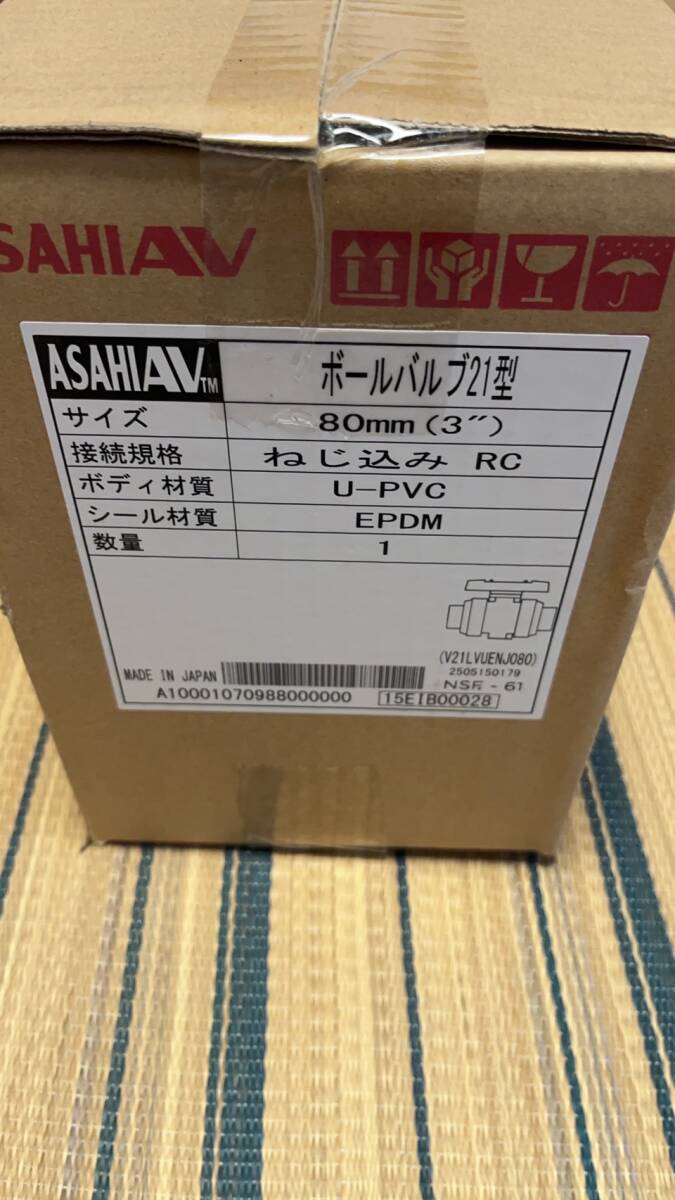 SAHIAV
ASAHIAV™ ボールバルブ21型
サイズ 80mm(3″)
接続規格 ねじ込み RC
ボディ材質 U-PVC
シール材質 EPDM
数量 1
(V21LVUENJ080)
2505150179
MADE IN JAPAN
NSF-61
A10001070988000000
15EIB00028